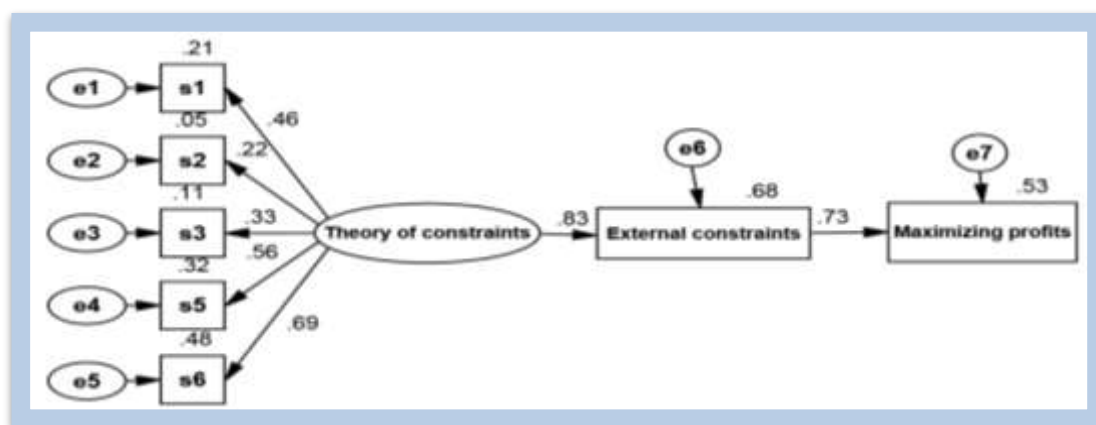 .21
e1
s1
.46
.05
e2
s2
.22
.11
e3
s3
.33
.56
.32
e4
s5
.69
.48
e5
s6
Theory of constraints
.83
e6
.68
External constraints
.73
e7
.53
Maximizing profits